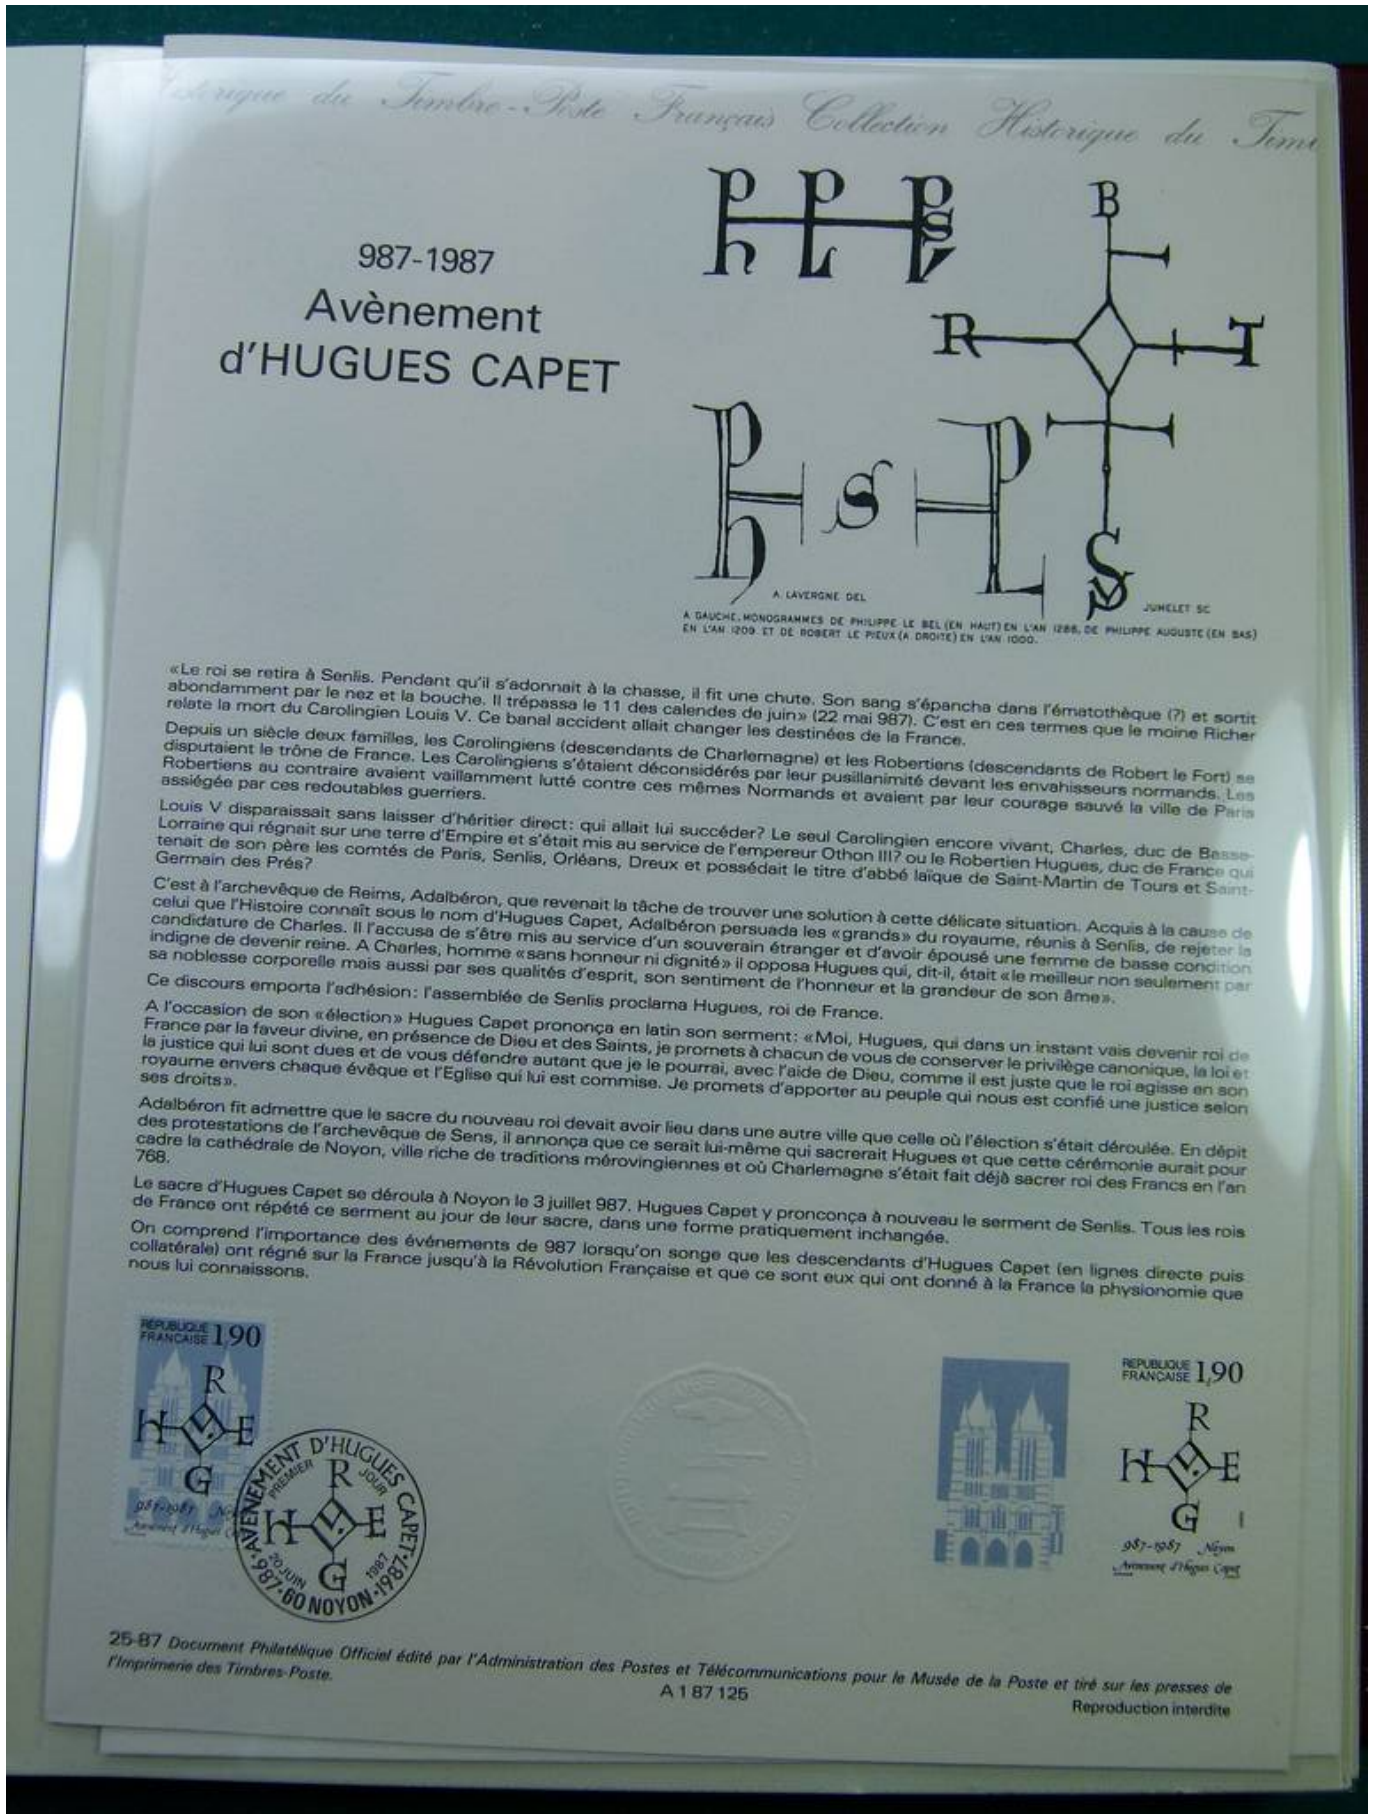 du Timbre-Poste Français Collection Historique du
987-1987
Avènement
d'HUGUES CAPET
B
R T
S
A. LAVERGNE DEL
JUMELET SC
A GAUCHE, MONOGRAMMES DE PHILIPPE LE BEL (EN HAUT) EN L'AN 1286, DE PHILIPPE AUGUSTE (EN BAS)
EN L'AN 1209 ET DE ROBERT LE PIEUX (A DROITE) EN L'AN 1000.
«Le roi se retira à Senlis. Pendant qu'il s'adonnait à la chasse, il fit une chute. Son sang s'épancha dans l'ématothèque (?) et sortit
abondamment par le nez et la bouche. Il trépassa le 11 des calendes de juin» (22 mai 987). C'est en ces termes que le moine Richer
relate la mort du Carolingien Louis V. Ce banal accident allait changer les destinées de la France.
Depuis un siècle deux familles, les Carolingiens (descendants de Charlemagne) et les Robertiens (descendants de Robert le Fort) se
disputaient le trône de France. Les Carolingiens s'étaient déconsidérés par leur pusillanimité devant les envahisseurs normands. Les
Robertiens au contraire avaient vaillamment lutté contre ces mêmes Normands et avaient par leur courage sauvé la ville de Paris
assiégée par ces redoutables guerriers.
Louis V disparaissait sans laisser d'héritier direct: qui allait lui succéder? Le seul Carolingien encore vivant, Charles, duc de Basse-
Lorraine qui régnait sur une terre d'Empire et s'était mis au service de l'empereur Othon III? ou le Robertien Hugues, duc de France qui
tenait de son père les comtés de Paris, Senlis, Orléans, Dreux et possédait le titre d'abbé laïque de Saint-Martin de Tours et Saint-
Germain des Prés?
C'est à l'archevêque de Reims, Adalbéron, que revenait la tâche de trouver une solution à cette délicate situation. Acquis à la cause de
celui que l'Histoire connaît sous le nom d'Hugues Capet, Adalbéron persuada les «grands» du royaume, réunis à Senlis, de rejeter la
candidature de Charles. Il l'accusa de s'être mis au service d'un souverain étranger et d'avoir épousé une femme de basse condition
indigne de devenir reine. A Charles, homme «sans honneur ni dignité» il opposa Hugues qui, dit-il, était «le meilleur non seulement par
sa noblesse corporelle mais aussi par ses qualités d'esprit, son sentiment de l'honneur et la grandeur de son âme».
Ce discours emporta l'adhésion: l'assemblée de Senlis proclama Hugues, roi de France.
A l'occasion de son «élection» Hugues Capet prononça en latin son serment: «Moi, Hugues, qui dans un instant vais devenir roi de
France par la faveur divine, en présence de Dieu et des Saints, je promets à chacun de vous de conserver le privilège canonique, la loi et
la justice qui lui sont dues et de vous défendre autant que je le pourrai, avec l'aide de Dieu, comme il est juste que le roi agisse en son
royaume envers chaque évêque et l'Eglise qui lui est commise. Je promets d'apporter au peuple qui nous est confié une justice selon
ses droits».
Adalbéron fit admettre que le sacre du nouveau roi devait avoir lieu dans une autre ville que celle où l'élection s'était déroulée. En dépit
des protestations de l'archevêque de Sens, il annonça que ce serait lui-même qui sacrerait Hugues et que cette cérémonie aurait pour
cadre la cathédrale de Noyon, ville riche de traditions mérovingiennes et où Charlemagne s'était fait déjà sacrer roi des Francs en l'an
768.
Le sacre d'Hugues Capet se déroula à Noyon le 3 juillet 987. Hugues Capet y pronconça à nouveau le serment de Senlis. Tous les rois
de France ont répété ce serment au jour de leur sacre, dans une forme pratiquement inchangée.
On comprend l'importance des événements de 987 lorsqu'on songe que les descendants d'Hugues Capet (en lignes directe puis
collatérale) ont régné sur la France jusqu'à la Révolution Française et que ce sont eux qui ont donné à la France la physionomie que
nous lui connaissons.
RÉPUBLIQUE
FRANÇAISE 1,90
R
H E
G
987-1987
Avènement d'Hugues
AVENEMENT D'HUGUES CAPET
PREMIER JOUR
R
H E
G
20 JUIN 1987
987·60 NOYON·1987
RÉPUBLIQUE
FRANÇAISE 1,90
R
H E
G
987-1987 Noyon
Avènement d'Hugues Capet
25-87 Document Philatélique Officiel édité par l'Administration des Postes et Télécommunications pour le Musée de la Poste et tiré sur les presses de
l'Imprimerie des Timbres-Poste.
A 1 87 125
Reproduction interdite